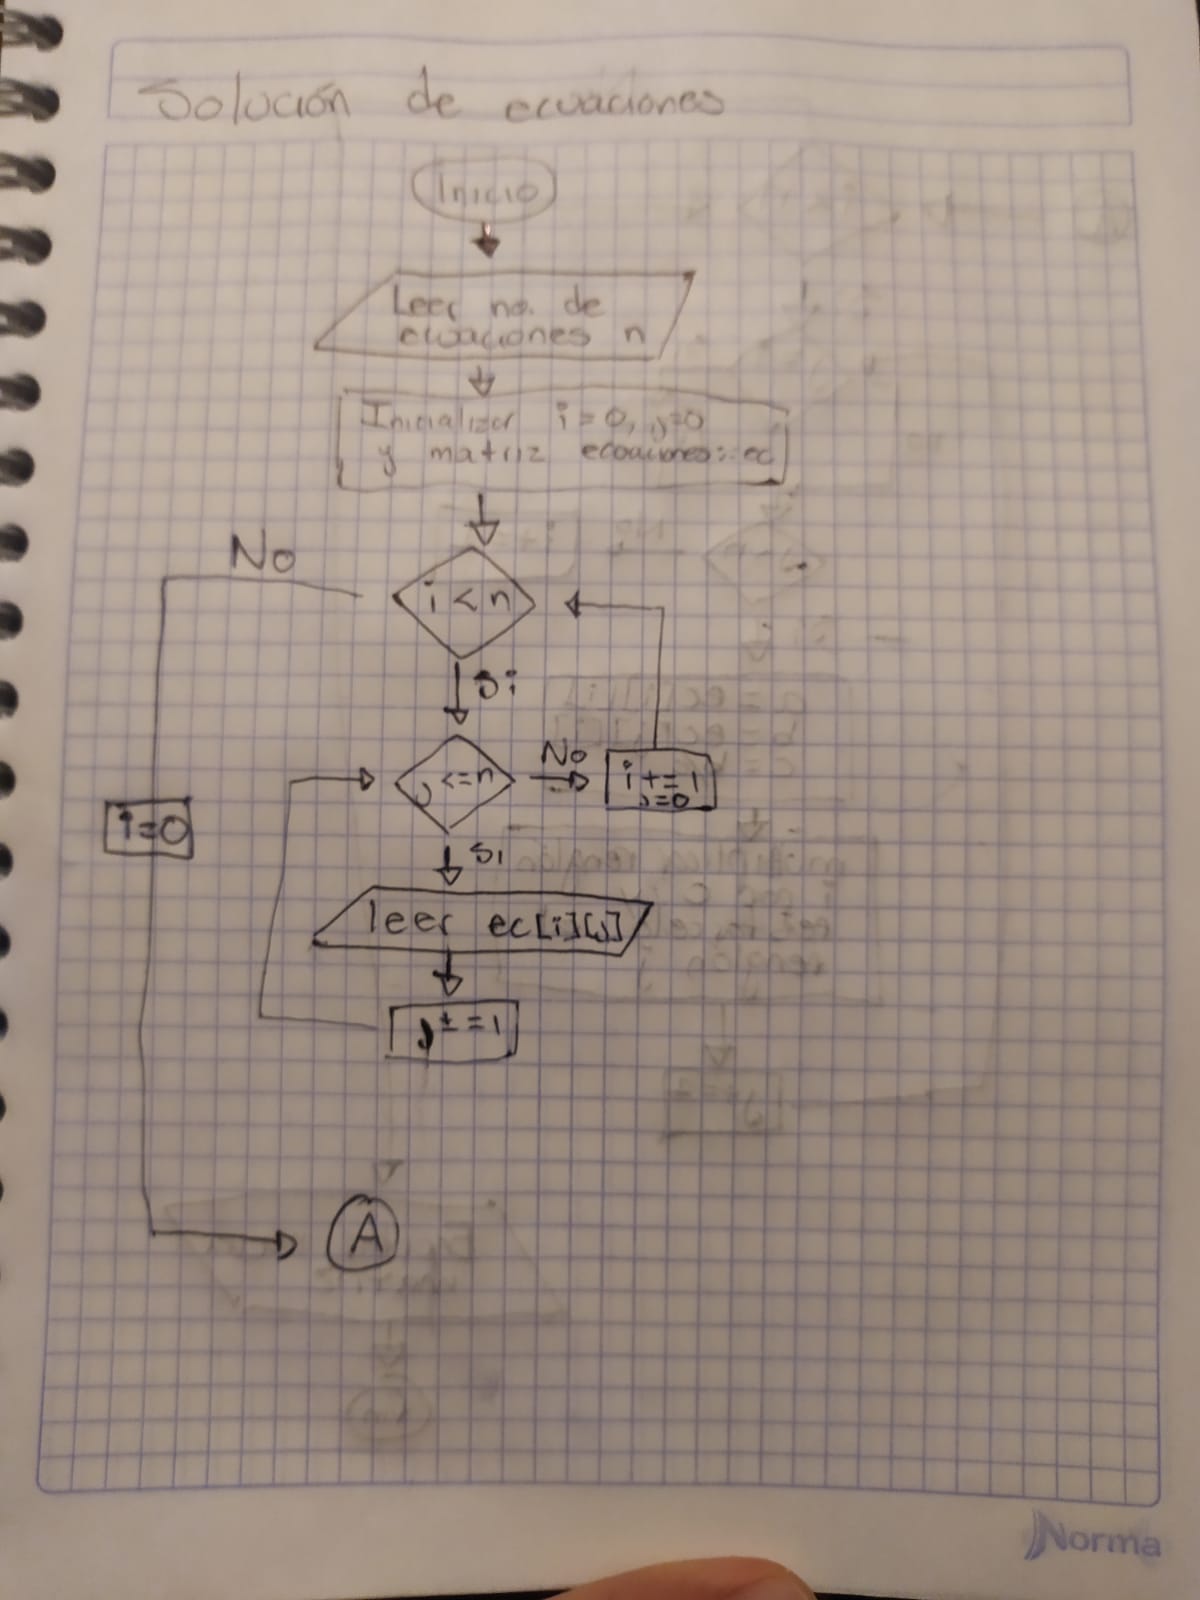 Solución de ecuaciones
Inicio
Leer no. de
ecuaciones n
Inicializar i=0, j=0
y matriz ecuaciones: ec
No
i < n
Si
j <= n
No
i += 1
j=0
i=0
Si
leer ec[i][j]
j += 1
A
Norma